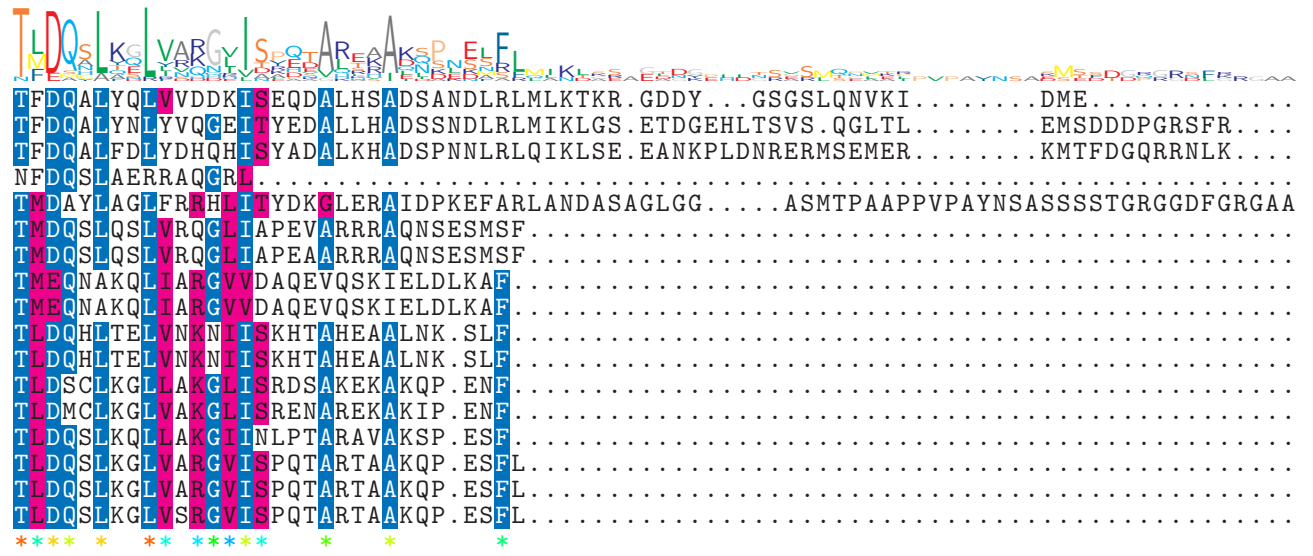 TFDQALYQLVVDDKISEQDALHSADSANDLRLMLKTKR.GDDY...GSGSLQNVKI........DME.............
TFDQALYNLYVQGEITYEDALLHADSSNDLRLMIKLGS.ETDGEHLTSVS.QGLTL........EMSDDDPGRSFR....
TFDQALFDLYDHQHISYADALKHADSPNNLRLQIKLSE.EANKPLDNRERMSEMER........KMTFDGQRRNLK....
NFDQSLAERRAQGRL.................................................................
TMDAYLAGLFRRHLITYDKGLERAIDPKEFARLANDASAGLGG.....ASMTPAAPPVPAYNSASSSSTGRGGDFGRGAA
TMDQSLQSLVRQGLIAPEVARRRAQNSESMSF................................................
TMDQSLQSLVRQGLIAPEAARRRAQNSESMSF................................................
TMEQNAKQLIARGVVDAQEVQSKIELDLKAF.................................................
TMEQNAKQLIARGVVDAQEVQSKIELDLKAF.................................................
TLDQHLTELVNKNIISKHTAHEAALNK.SLF.................................................
TLDQHLTELVNKNIISKHTAHEAALNK.SLF.................................................
TLDSCLKGLLAKGLISRDSAKEKAKQP.ENF.................................................
TLDMCLKGLVAKGLISRENAREKAKIP.ENF.................................................
TLDQSLKQLLAKGIINLPTARAVAKSP.ESF.................................................
TLDQSLKGLVARGVISPQTARTAAKQP.ESFL................................................
TLDQSLKGLVARGVISPQTARTAAKQP.ESFL................................................
TLDQSLKGLVSRGVISPQTARTAAKQP.ESFL................................................